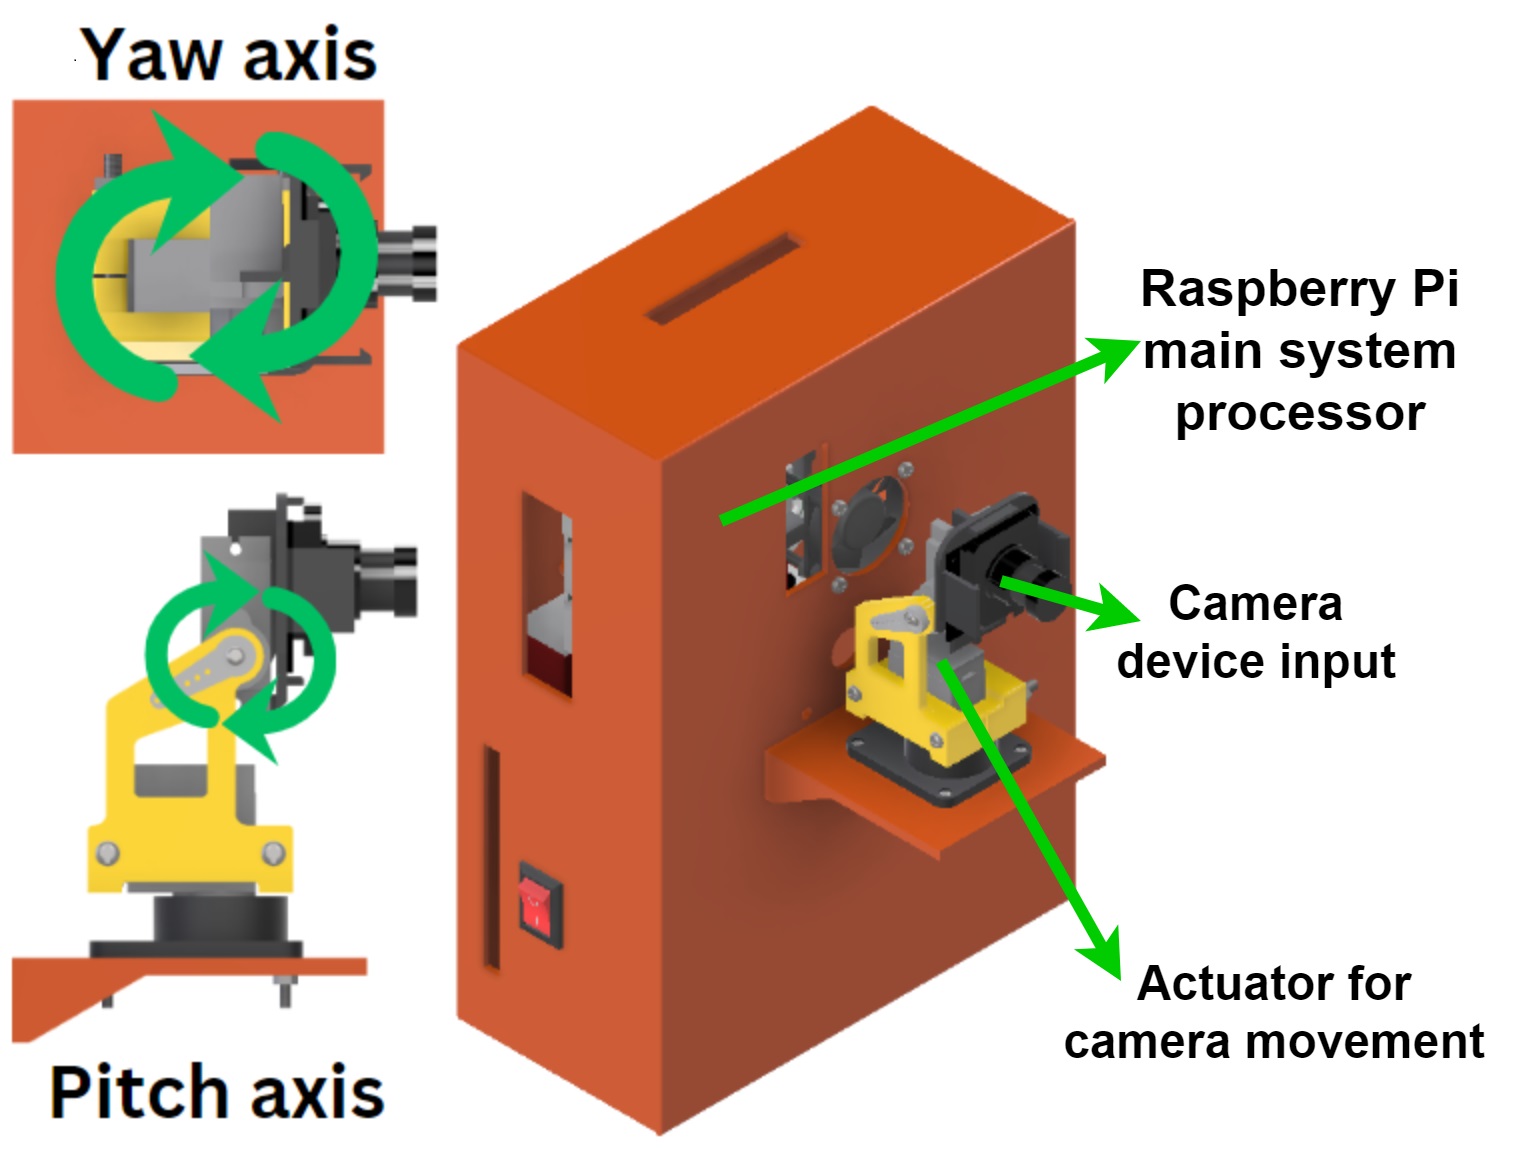 Yaw axis
Raspberry Pi
main system
processor
Camera
device input
Actuator for
camera movement
Pitch axis